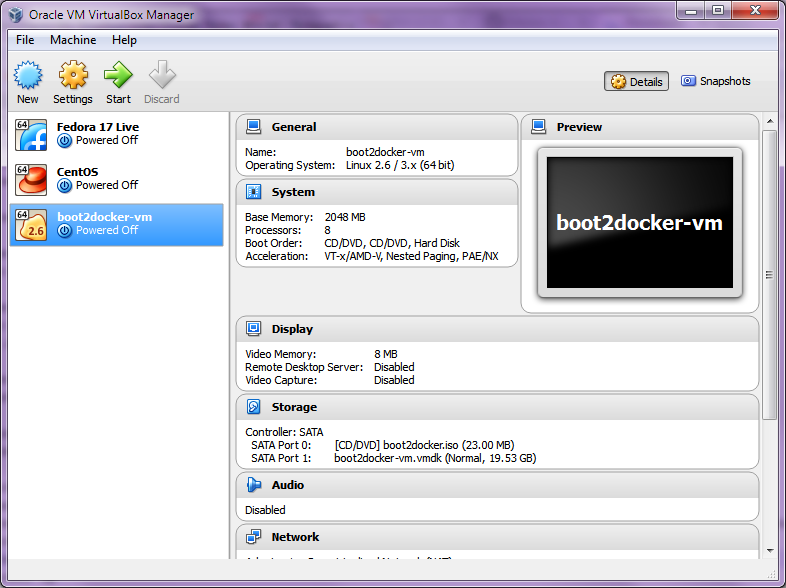 Oracle VM VirtualBox Manager
File Machine Help
New Settings Start Discard
Details Snapshots
64 Fedora 17 Live
Powered Off
64 CentOS
Powered Off
64 boot2docker-vm
2.6 Powered Off
General
Name: boot2docker-vm
Operating System: Linux 2.6 / 3.x (64 bit)
System
Base Memory: 2048 MB
Processors: 8
Boot Order: CD/DVD, CD/DVD, Hard Disk
Acceleration: VT-x/AMD-V, Nested Paging, PAE/NX
Preview
boot2docker-vm
Display
Video Memory: 8 MB
Remote Desktop Server: Disabled
Video Capture: Disabled
Storage
Controller: SATA
SATA Port 0: [CD/DVD] boot2docker.iso (23.00 MB)
SATA Port 1: boot2docker-vm.vmdk (Normal, 19.53 GB)
Audio
Disabled
Network